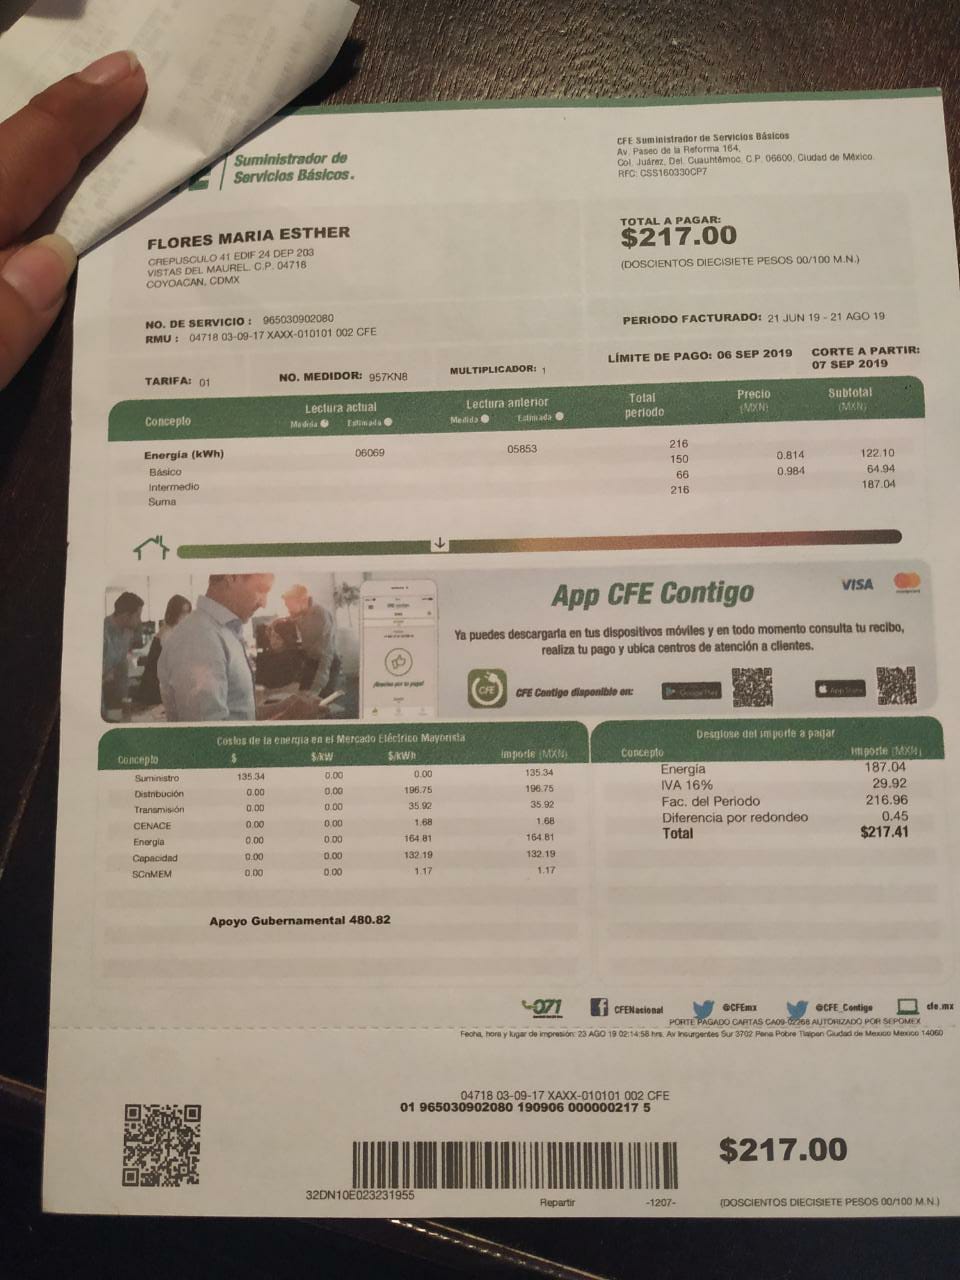 Suministrador de
Servicios Básicos.
CFE Suministrador de Servicios Básicos
Av. Paseo de la Reforma 164,
Col. Juárez, Del. Cuauhtémoc, C.P. 06600, Ciudad de México.
RFC: CSS160330CP7
FLORES MARIA ESTHER
CREPUSCULO 41 EDIF 24 DEP 203
VISTAS DEL MAUREL. C.P. 04718
COYOACAN, CDMX
TOTAL A PAGAR:
$217.00
(DOSCIENTOS DIECISIETE PESOS 00/100 M.N.)
NO. DE SERVICIO : 965030902080
RMU : 04718 03-09-17 XAXX-010101 002 CFE
PERIODO FACTURADO: 21 JUN 19 - 21 AGO 19
LÍMITE DE PAGO: 06 SEP 2019 CORTE A PARTIR:
07 SEP 2019
TARIFA: 01 NO. MEDIDOR: 957KN8 MULTIPLICADOR: 1
Concepto Lectura actual Lectura anterior Total periodo Precio (MXN) Subtotal (MXN)
Medida Estimada Medida Estimada
Energía (kWh) 06069 05853 216
Básico 150 0.814 122.10
Intermedio 66 0.984 64.94
Suma 216 187.04
App CFE Contigo
VISA
Ya puedes descargarla en tus dispositivos móviles y en todo momento consulta tu recibo,
realiza tu pago y ubica centros de atención a clientes.
CFE
CFE Contigo disponible en: Google Play App Store
Costos de la energía en el Mercado Eléctrico Mayorista
Concepto $ $/kW $/kWh Importe (MXN)
Suministro 135.34 0.00 0.00 135.34
Distribución 0.00 0.00 196.75 196.75
Transmisión 0.00 0.00 35.92 35.92
CENACE 0.00 0.00 1.68 1.68
Energía 0.00 0.00 164.81 164.81
Capacidad 0.00 0.00 132.19 132.19
SCnMEM 0.00 0.00 1.17 1.17
Apoyo Gubernamental 480.82
Desglose del importe a pagar
Concepto Importe (MXN)
Energía 187.04
IVA 16% 29.92
Fac. del Periodo 216.96
Diferencia por redondeo 0.45
Total $217.41
071 CFENacional @CFEmx @CFE_Contigo cfe.mx
PORTE PAGADO CARTAS CA09-02268 AUTORIZADO POR SEPOMEX
Fecha, hora y lugar de impresión: 23 AGO 19 02:14:58 hrs. Av Insurgentes Sur 3702 Pena Pobre Tlalpan Ciudad de Mexico Mexico 14060
04718 03-09-17 XAXX-010101 002 CFE
01 965030902080 190906 000000217 5
$217.00
32DN10E023231955
Repartir -1207- (DOSCIENTOS DIECISIETE PESOS 00/100 M.N.)